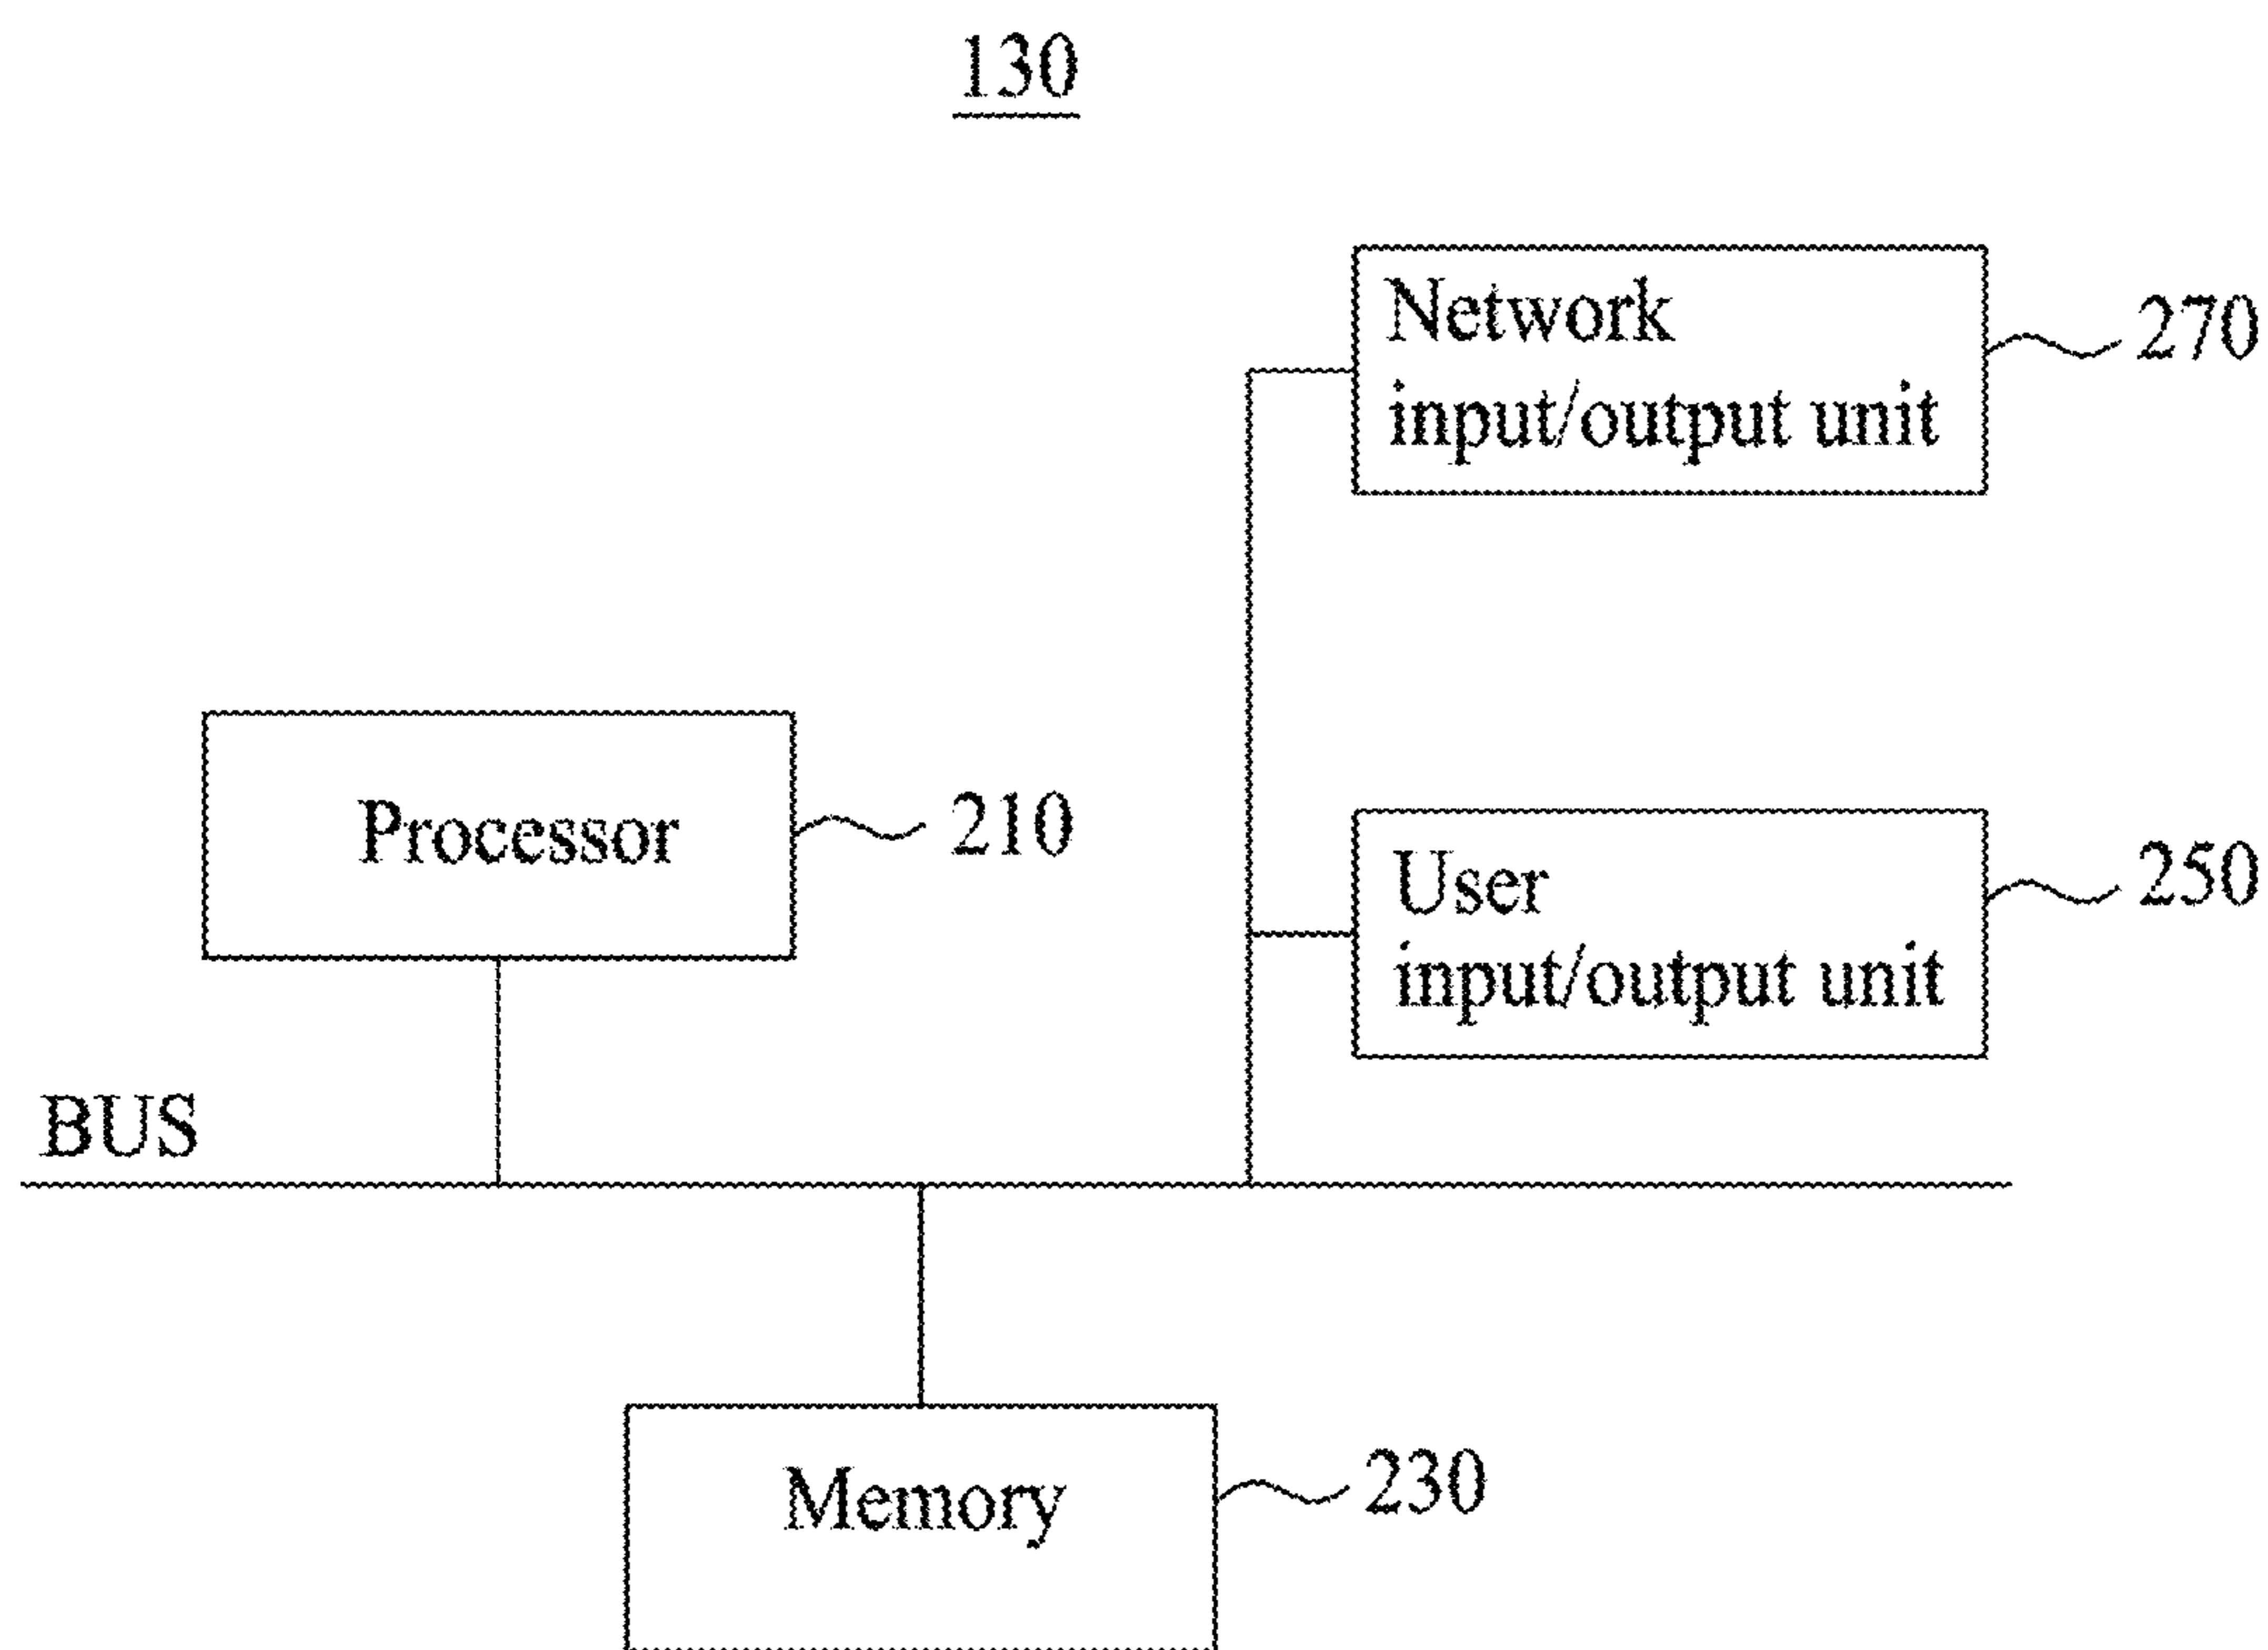 130
Network
input/output unit
270
Processor
210
User
input/output unit
250
BUS
Memory
230